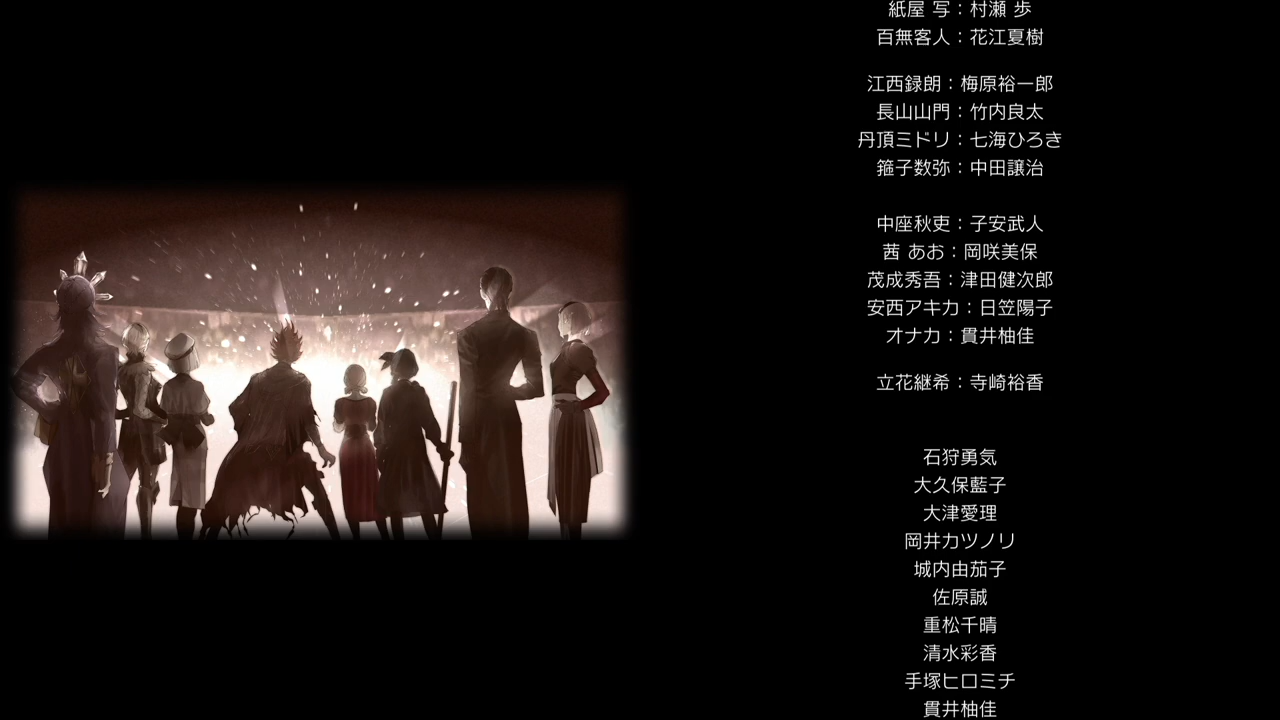 紙屋 写：村瀬 歩
百無客人：花江夏樹
江西録朗：梅原裕一郎
長山山門：竹内良太
丹頂ミドリ：七海ひろき
箍子数弥：中田譲治
中座秋吏：子安武人
茜 あお：岡咲美保
茂成秀吾：津田健次郎
安西アキカ：日笠陽子
オナカ：貫井柚佳
立花継希：寺崎裕香
石狩勇気
大久保藍子
大津愛理
岡井カツノリ
城内由茄子
佐原誠
重松千晴
清水彩香
手塚ヒロミチ
貫井柚佳